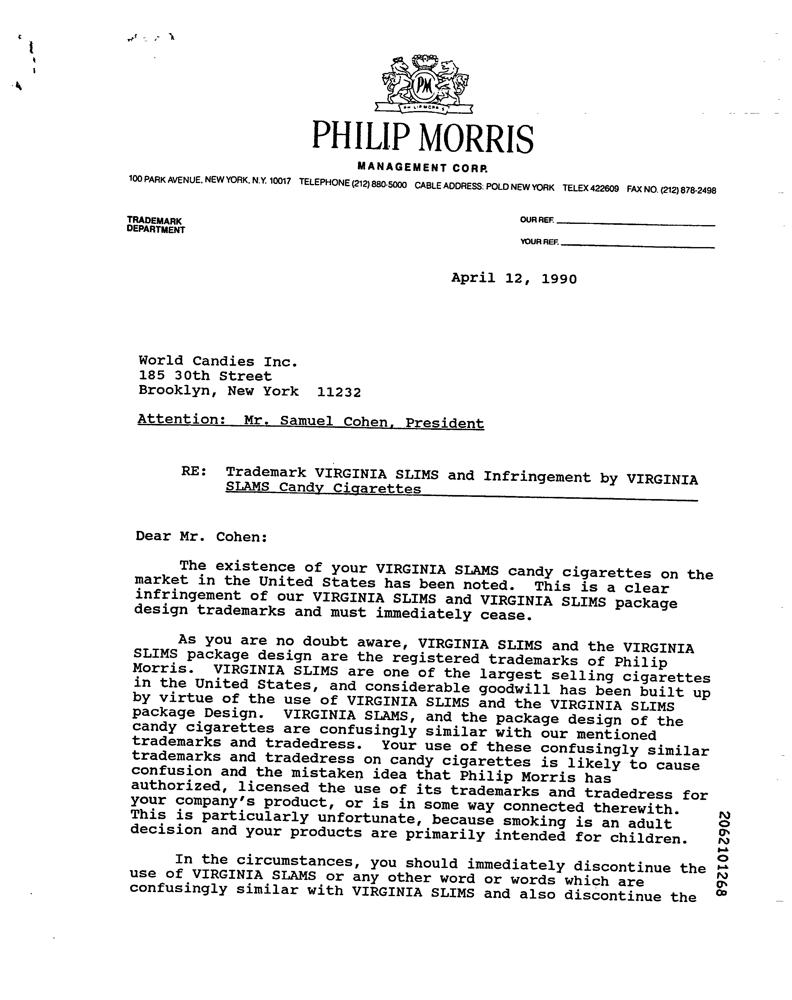 PM
PHILIP MORRIS
PHILIP MORRIS
MANAGEMENT CORP.
100 PARK AVENUE, NEW YORK, N.Y. 10017 TELEPHONE (212) 880-5000 CABLE ADDRESS: POLD NEW YORK TELEX 422609 FAX NO. (212) 878-2498
TRADEMARK
DEPARTMENT
OUR REF.
YOUR REF.
April 12, 1990
World Candies Inc.
185 30th Street
Brooklyn, New York 11232
Attention: Mr. Samuel Cohen, President
RE: Trademark VIRGINIA SLIMS and Infringement by VIRGINIA
SLAMS Candy Cigarettes
Dear Mr. Cohen:
The existence of your VIRGINIA SLAMS candy cigarettes on the
market in the United States has been noted. This is a clear
infringement of our VIRGINIA SLIMS and VIRGINIA SLIMS package
design trademarks and must immediately cease.
As you are no doubt aware, VIRGINIA SLIMS and the VIRGINIA
SLIMS package design are the registered trademarks of Philip
Morris. VIRGINIA SLIMS are one of the largest selling cigarettes
in the United States, and considerable goodwill has been built up
by virtue of the use of VIRGINIA SLIMS and the VIRGINIA SLIMS
package Design. VIRGINIA SLAMS, and the package design of the
candy cigarettes are confusingly similar with our mentioned
trademarks and tradedress. Your use of these confusingly similar
trademarks and tradedress on candy cigarettes is likely to cause
confusion and the mistaken idea that Philip Morris has
authorized, licensed the use of its trademarks and tradedress for
your company's product, or is in some way connected therewith.
This is particularly unfortunate, because smoking is an adult
decision and your products are primarily intended for children.
In the circumstances, you should immediately discontinue the
use of VIRGINIA SLAMS or any other word or words which are
confusingly similar with VIRGINIA SLIMS and also discontinue the
2062101268